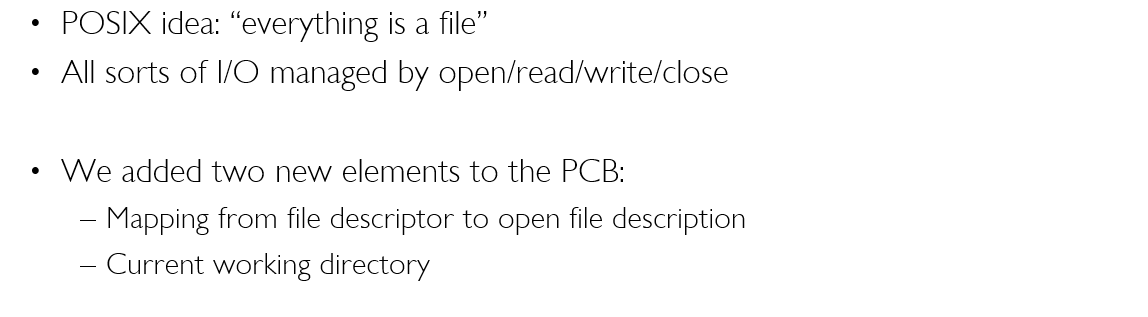 • POSIX idea: “everything is a file”
• All sorts of I/O managed by open/read/write/close
• We added two new elements to the PCB:
– Mapping from file descriptor to open file description
– Current working directory